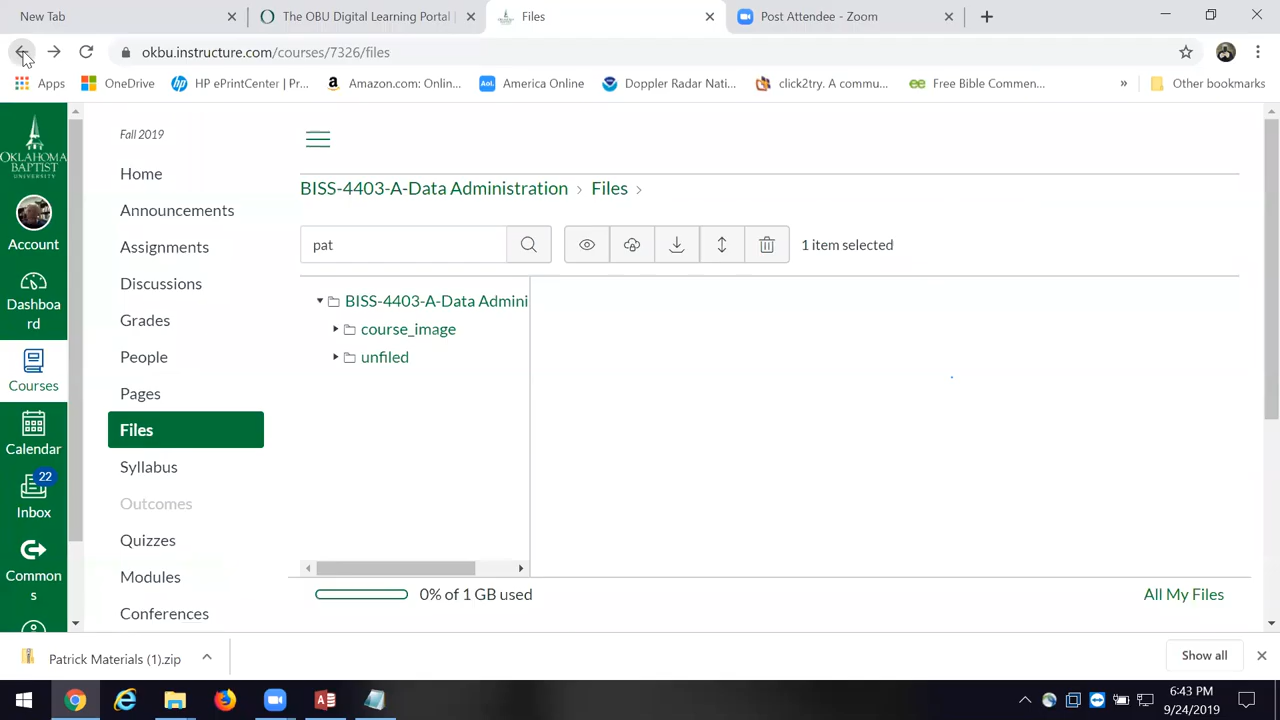 New Tab
The OBU Digital Learning Portal
Files
Post Attendee - Zoom
okbu.instructure.com/courses/7326/files
Apps
OneDrive
HP ePrintCenter | Pr...
Amazon.com: Onlin...
Aol.
America Online
Doppler Radar Nati...
click2try. A commu...
Free Bible Commen...
»
Other bookmarks
OKLAHOMA
BAPTIST
UNIVERSITY
Account
Dashboa
rd
Courses
Calendar
22
Inbox
Common
s
Fall 2019
Home
Announcements
Assignments
Discussions
Grades
People
Pages
Files
Syllabus
Outcomes
Quizzes
Modules
Conferences
BISS-4403-A-Data Administration › Files ›
pat
1 item selected
BISS-4403-A-Data Admini
course_image
unfiled
0% of 1 GB used
All My Files
Patrick Materials (1).zip
Show all
6:43 PM
9/24/2019